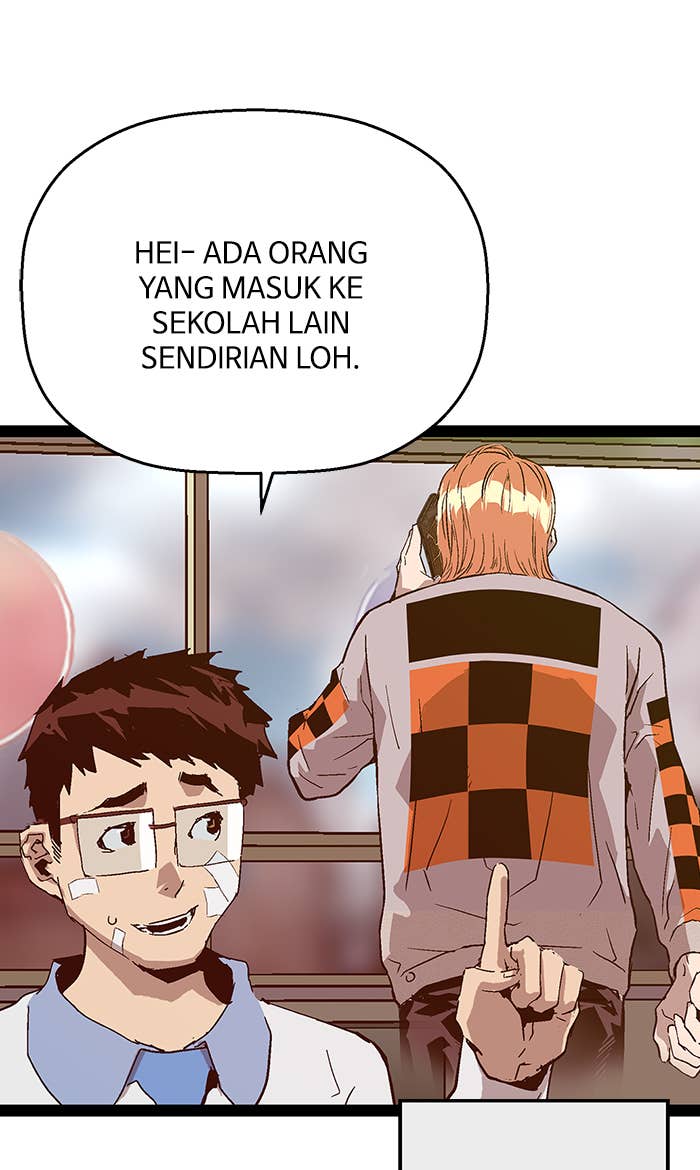 HEI- ADA ORANG
YANG MASUK KE
SEKOLAH LAIN
SENDIRIAN LOH.